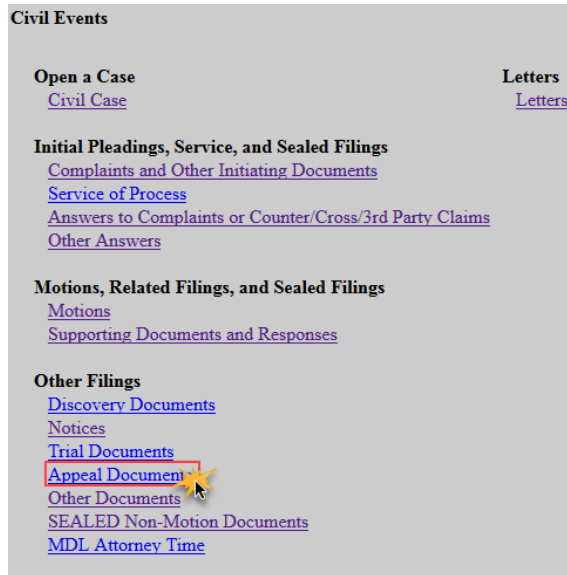 Civil Events
Open a Case
Civil Case
Letters
Letters
Initial Pleadings, Service, and Sealed Filings
Complaints and Other Initiating Documents
Service of Process
Answers to Complaints or Counter/Cross/3rd Party Claims
Other Answers
Motions, Related Filings, and Sealed Filings
Motions
Supporting Documents and Responses
Other Filings
Discovery Documents
Notices
Trial Documents
Appeal Documents
Other Documents
SEALED Non-Motion Documents
MDL Attorney Time